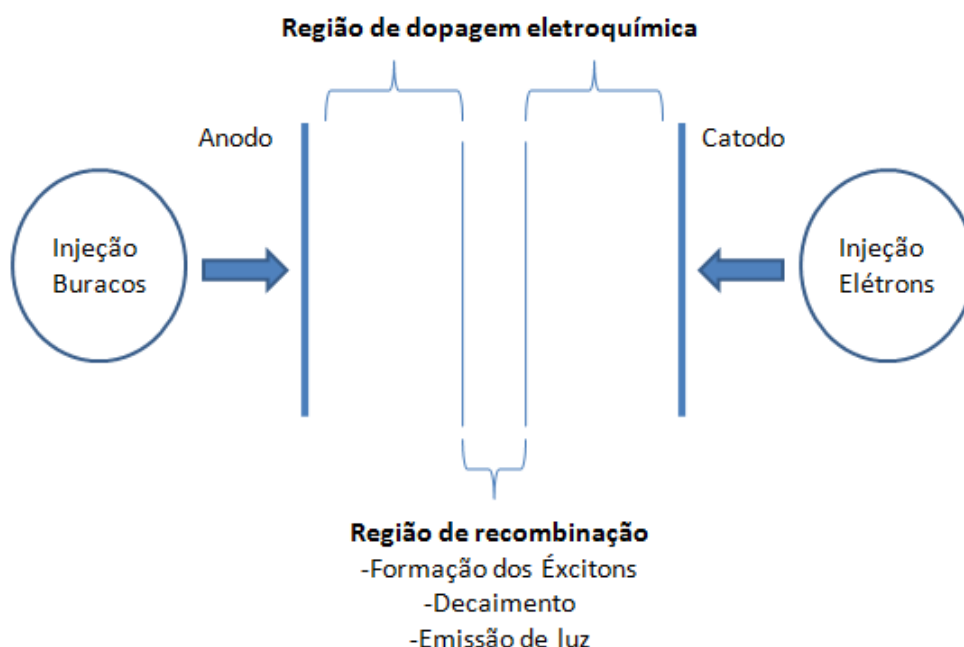 Região de dopagem eletroquímica
Anodo
Catodo
Injeção
Buracos
Injeção
Elétrons
Região de recombinação
-Formação dos Éxcitons
-Decaimento
-Emissão de luz